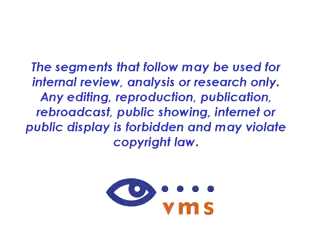 The segments that follow may be used for
internal review, analysis or research only.
Any editing, reproduction, publication,
rebroadcast, public showing, internet or
public display is forbidden and may violate
copyright law.
vms